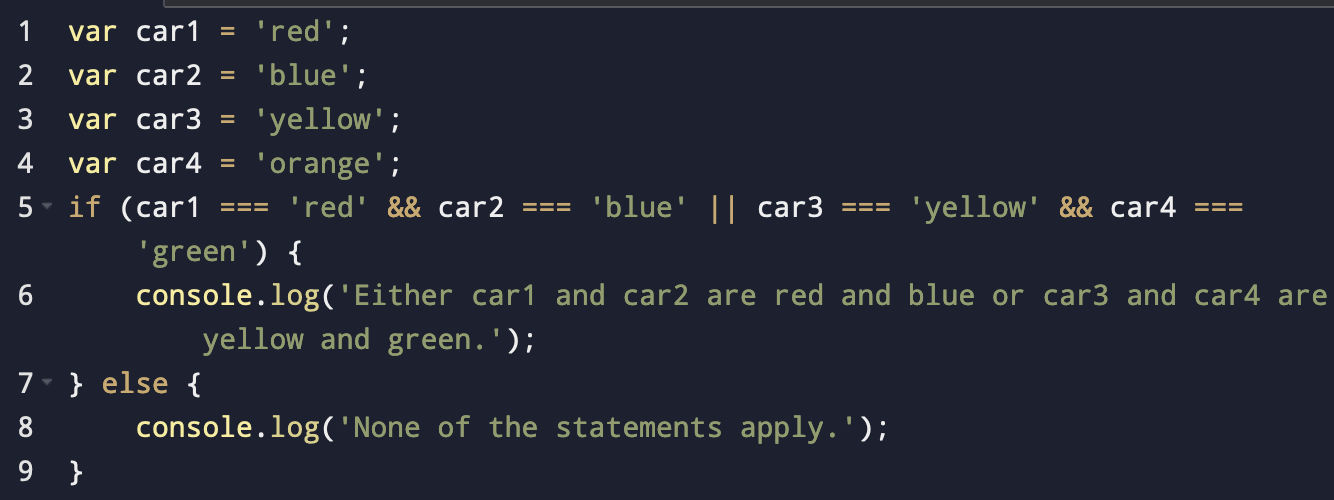 1 var car1 = 'red';
2 var car2 = 'blue';
3 var car3 = 'yellow';
4 var car4 = 'orange';
5 if (car1 === 'red' && car2 === 'blue' || car3 === 'yellow' && car4 ===
'green') {
6 console.log('Either car1 and car2 are red and blue or car3 and car4 are
yellow and green.');
7 } else {
8 console.log('None of the statements apply.');
9 }